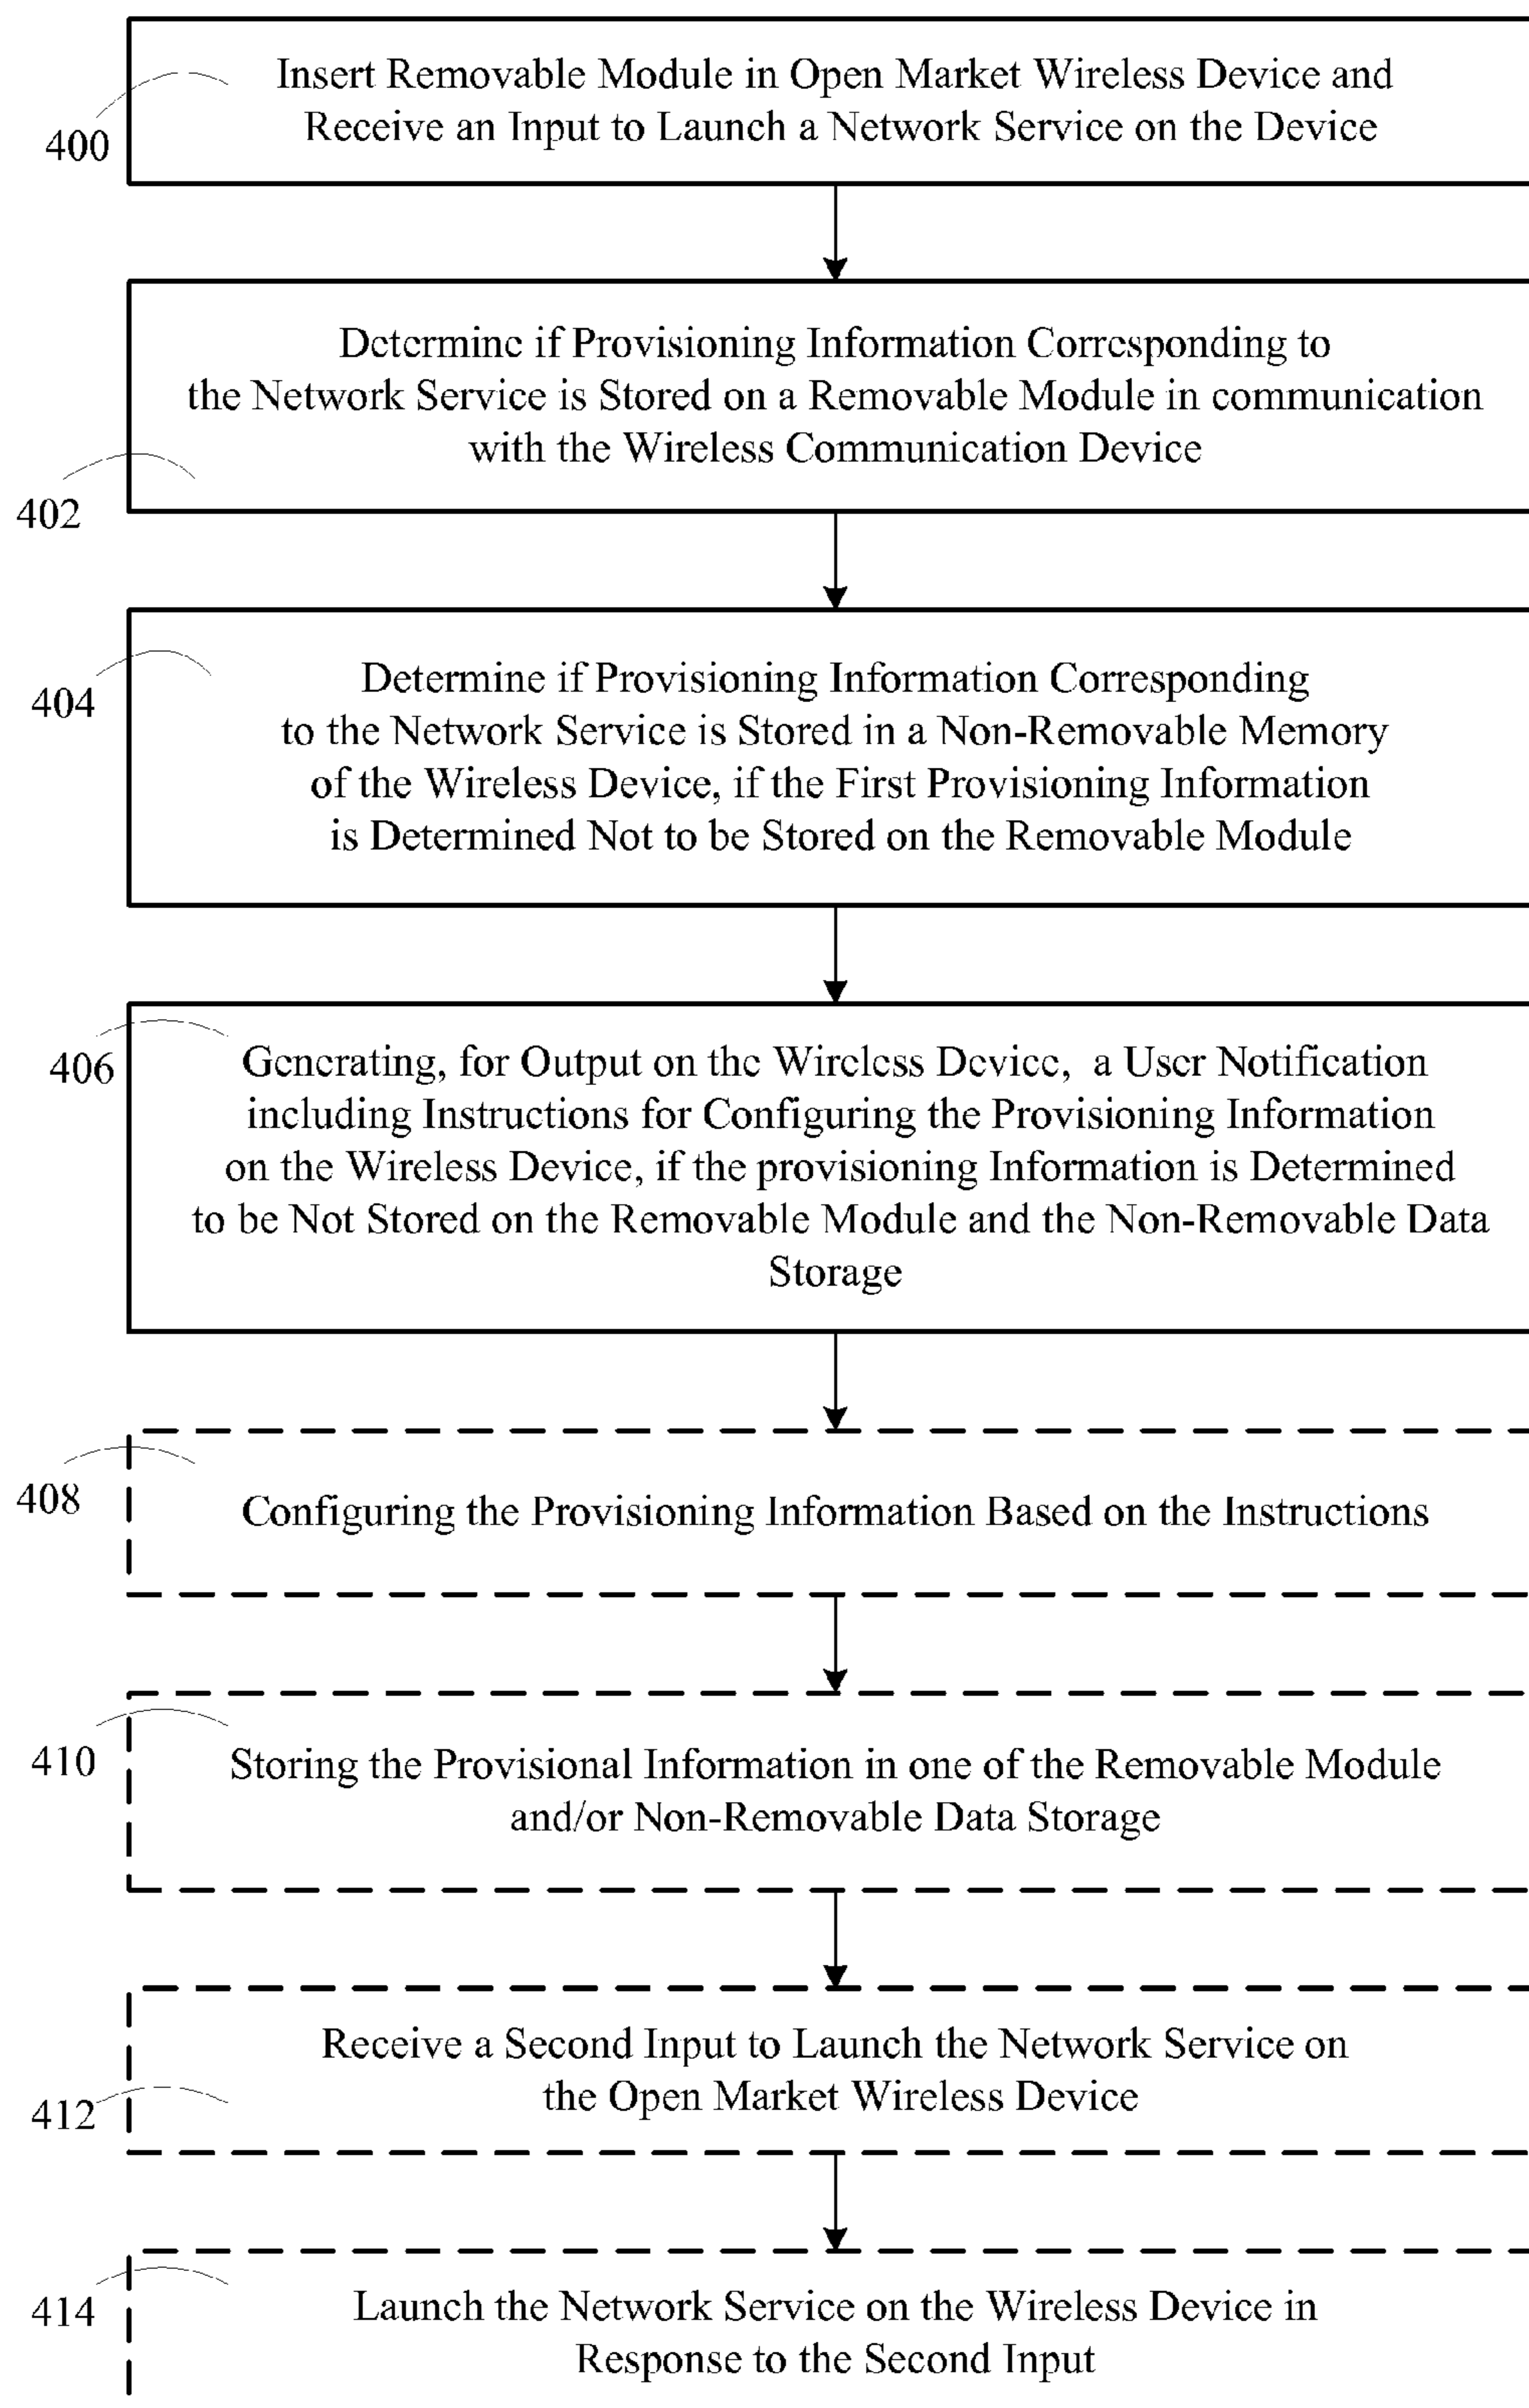 Insert Removable Module in Open Market Wireless Device and
Receive an Input to Launch a Network Service on the Device
400
Determine if Provisioning Information Corresponding to
the Network Service is Stored on a Removable Module in communication
with the Wireless Communication Device
402
Determine if Provisioning Information Corresponding
to the Network Service is Stored in a Non-Removable Memory
of the Wireless Device, if the First Provisioning Information
is Determined Not to be Stored on the Removable Module
404
Generating, for Output on the Wireless Device, a User Notification
including Instructions for Configuring the Provisioning Information
on the Wireless Device, if the provisioning Information is Determined
to be Not Stored on the Removable Module and the Non-Removable Data
Storage
406
Configuring the Provisioning Information Based on the Instructions
408
Storing the Provisional Information in one of the Removable Module
and/or Non-Removable Data Storage
410
Receive a Second Input to Launch the Network Service on
the Open Market Wireless Device
412
Launch the Network Service on the Wireless Device in
Response to the Second Input
414